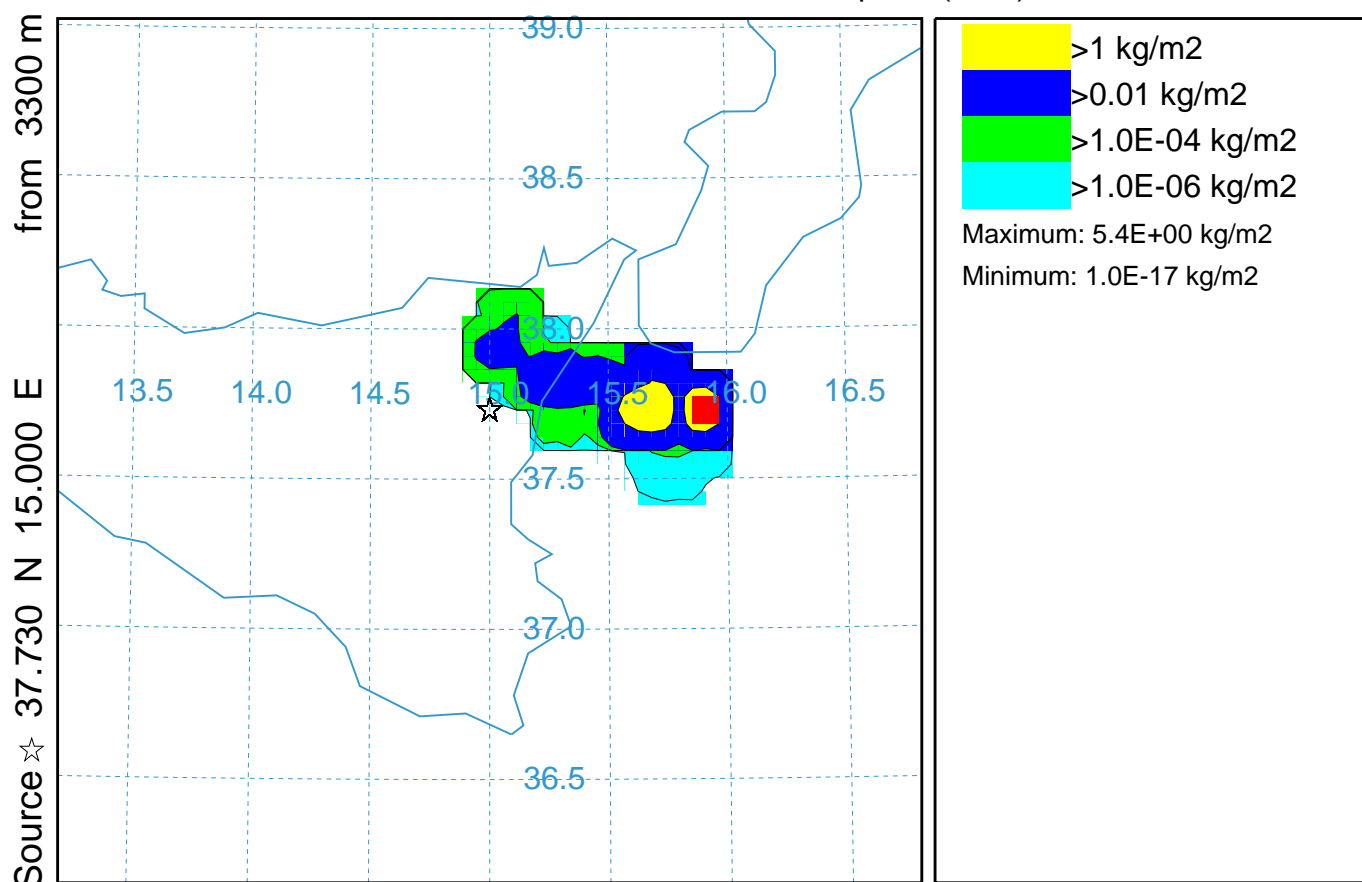 >1 kg/m2
>0.01 kg/m2
>1.0E-04 kg/m2
>1.0E-06 kg/m2
Maximum: 5.4E+00 kg/m2
Minimum: 1.0E-17 kg/m2
Source ☆ 37.730 N 15.000 E from 3300 m
39.0
38.5
38.0
13.5 14.0 14.5 15.0 15.5 16.0 16.5
37.5
37.0
36.5